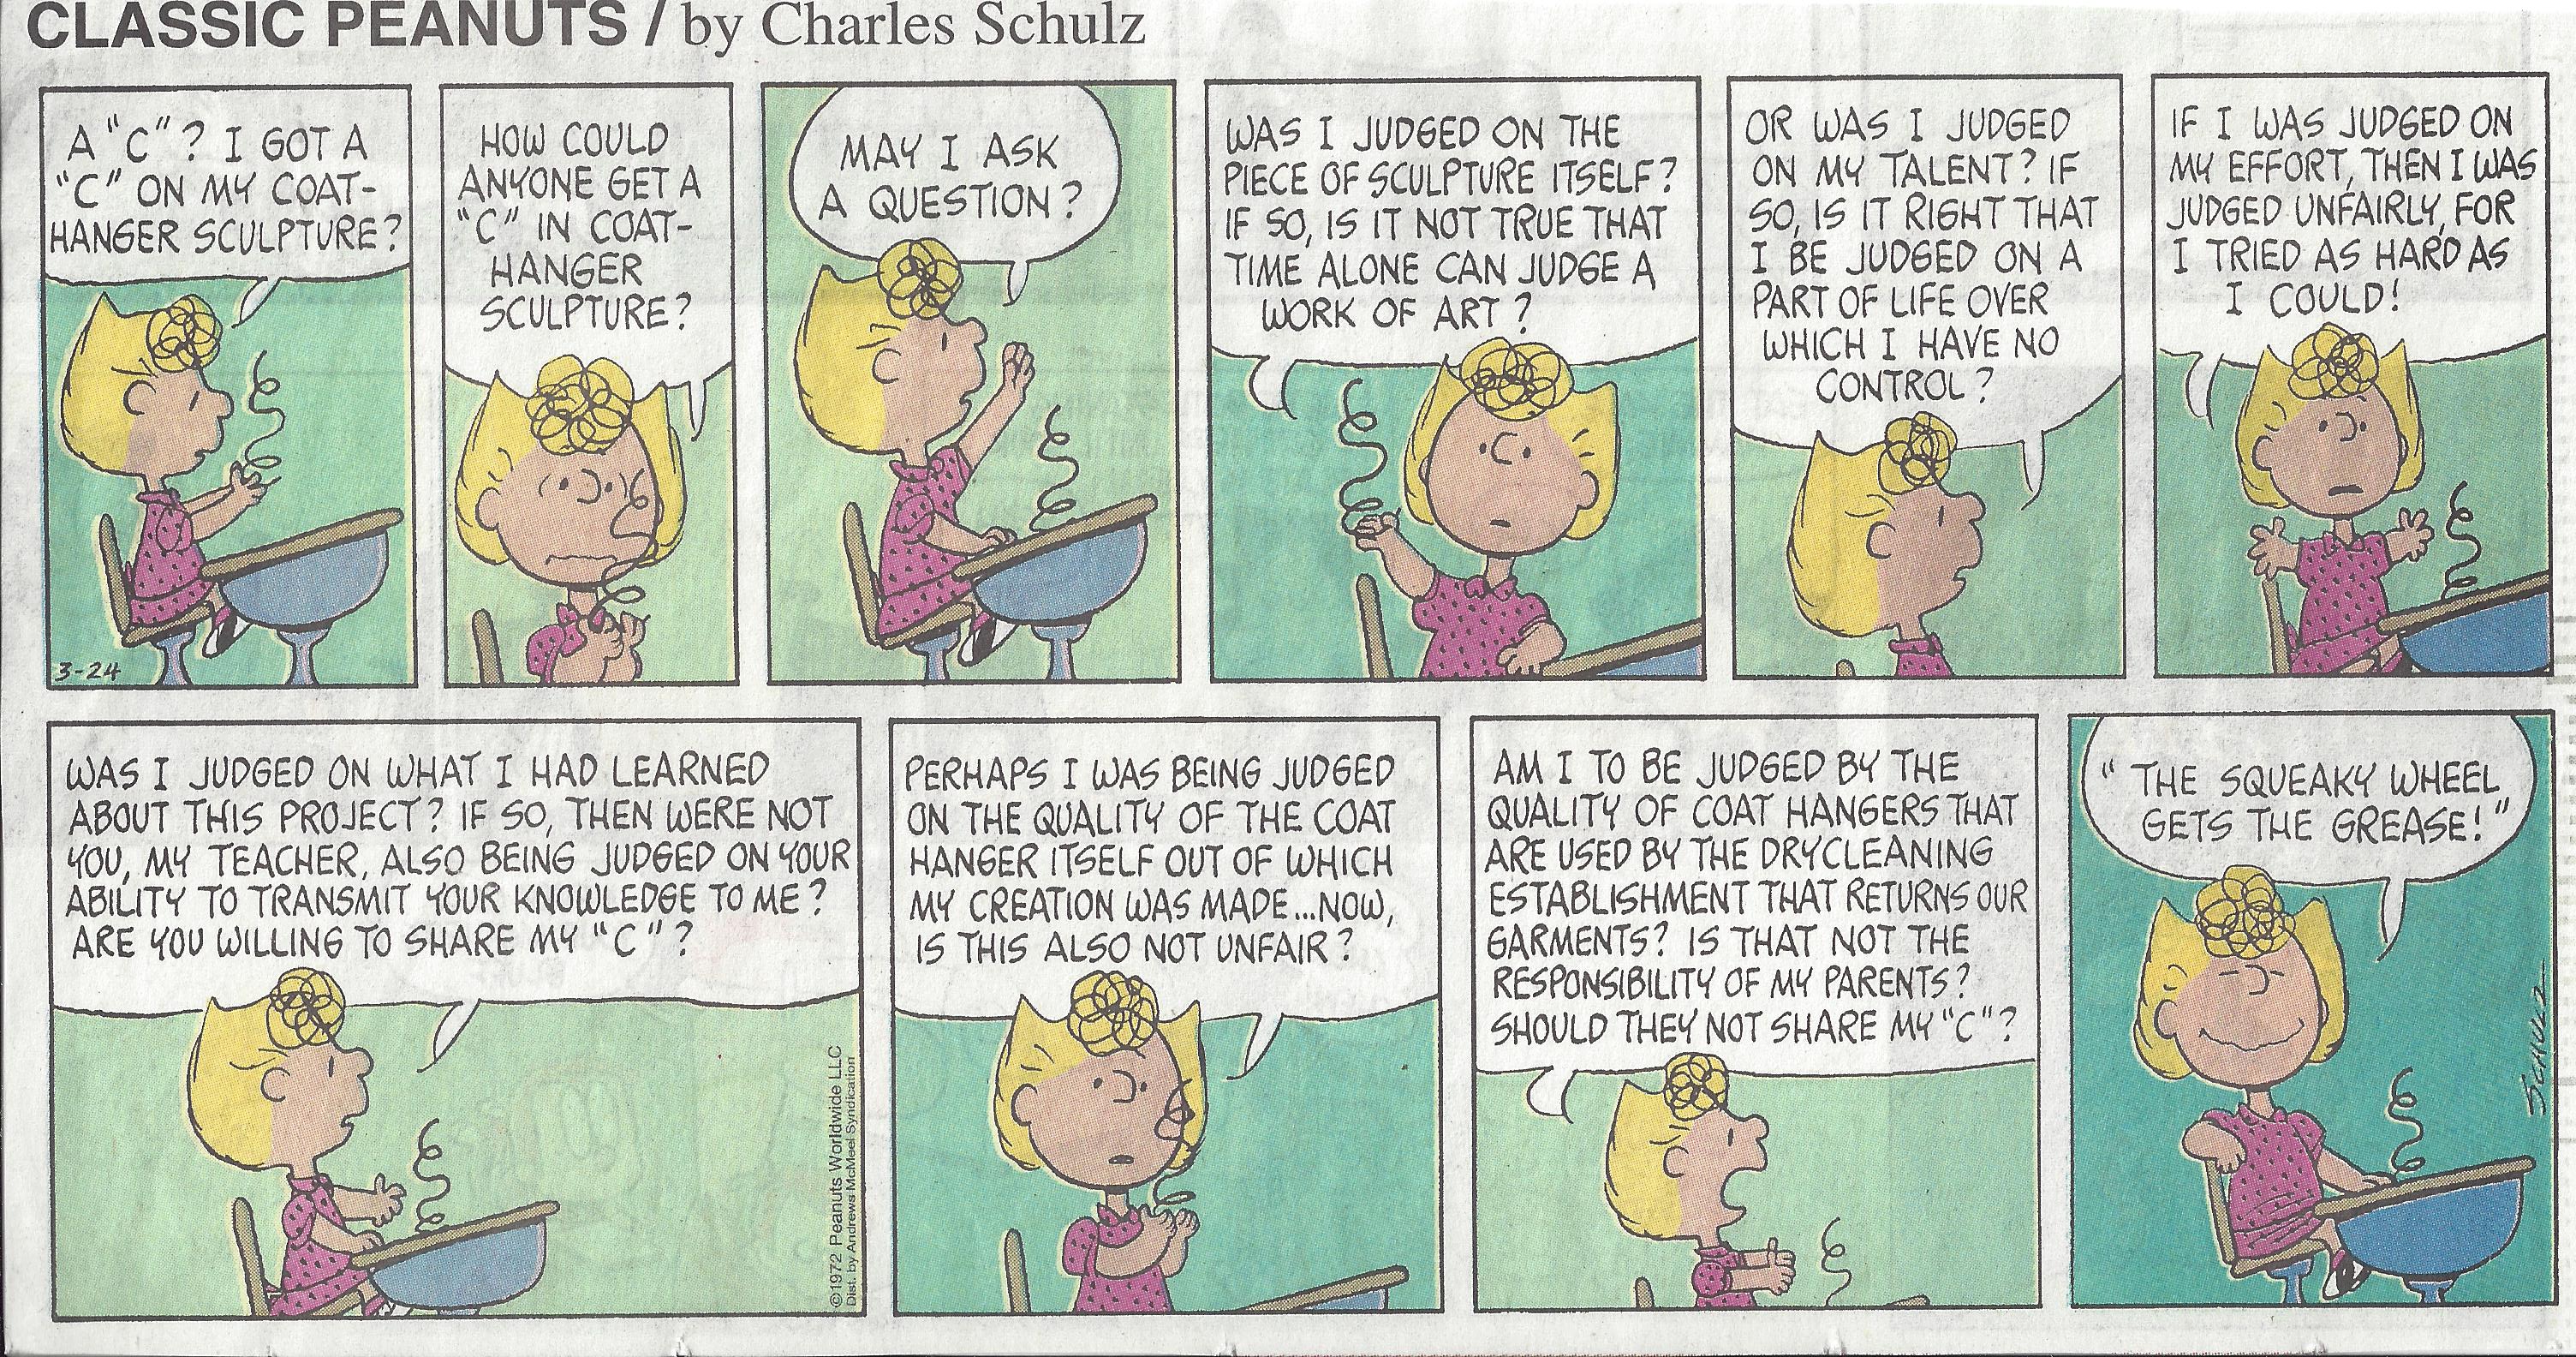 CLASSIC PEANUTS / by Charles Schulz
A "C"? I GOT A
"C" ON MY COAT-
HANGER SCULPTURE?
3-24
HOW COULD
ANYONE GET A
"C" IN COAT-
HANGER
SCULPTURE?
MAY I ASK
A QUESTION?
WAS I JUDGED ON THE
PIECE OF SCULPTURE ITSELF?
IF SO, IS IT NOT TRUE THAT
TIME ALONE CAN JUDGE A
WORK OF ART?
OR WAS I JUDGED
ON MY TALENT? IF
SO, IS IT RIGHT THAT
I BE JUDGED ON A
PART OF LIFE OVER
WHICH I HAVE NO
CONTROL?
IF I WAS JUDGED ON
MY EFFORT, THEN I WAS
JUDGED UNFAIRLY, FOR
I TRIED AS HARD AS
I COULD!
WAS I JUDGED ON WHAT I HAD LEARNED
ABOUT THIS PROJECT? IF SO, THEN WERE NOT
YOU, MY TEACHER, ALSO BEING JUDGED ON YOUR
ABILITY TO TRANSMIT YOUR KNOWLEDGE TO ME?
ARE YOU WILLING TO SHARE MY "C"?
©1972 Peanuts Worldwide LLC
Dist. by Andrews McMeel Syndication
PERHAPS I WAS BEING JUDGED
ON THE QUALITY OF THE COAT
HANGER ITSELF OUT OF WHICH
MY CREATION WAS MADE...NOW,
IS THIS ALSO NOT UNFAIR?
AM I TO BE JUDGED BY THE
QUALITY OF COAT HANGERS THAT
ARE USED BY THE DRYCLEANING
ESTABLISHMENT THAT RETURNS OUR
GARMENTS? IS THAT NOT THE
RESPONSIBILITY OF MY PARENTS?
SHOULD THEY NOT SHARE MY "C"?
"THE SQUEAKY WHEEL
GETS THE GREASE!"
SCHULZ